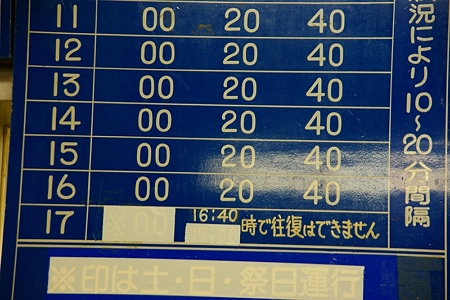 11 00 20 40
12 00 20 40
13 00 20 40
14 00 20 40
15 00 20 40
16 00 20 40
17 16:40 時で往復はできません
※印は土・日・祭日運行
況により10〜20分間隔